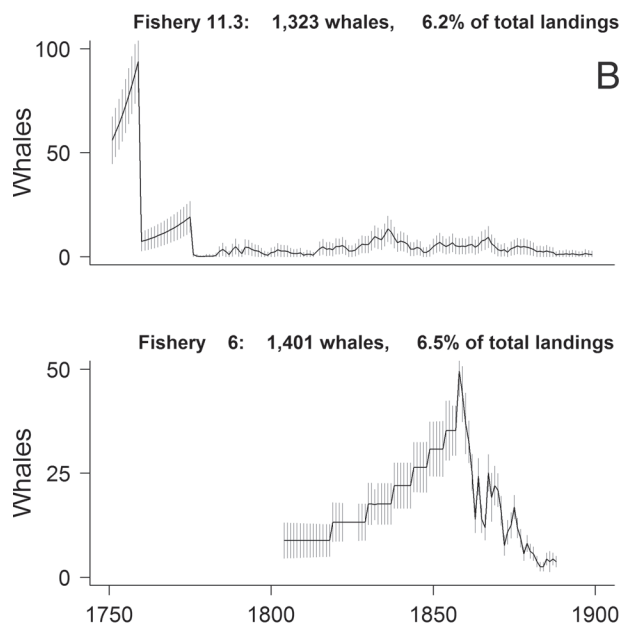 Fishery 11.3: 1,323 whales, 6.2% of total landings
B
100
50
0
Whales
Fishery 6: 1,401 whales, 6.5% of total landings
50
25
0
Whales
1750 1800 1850 1900